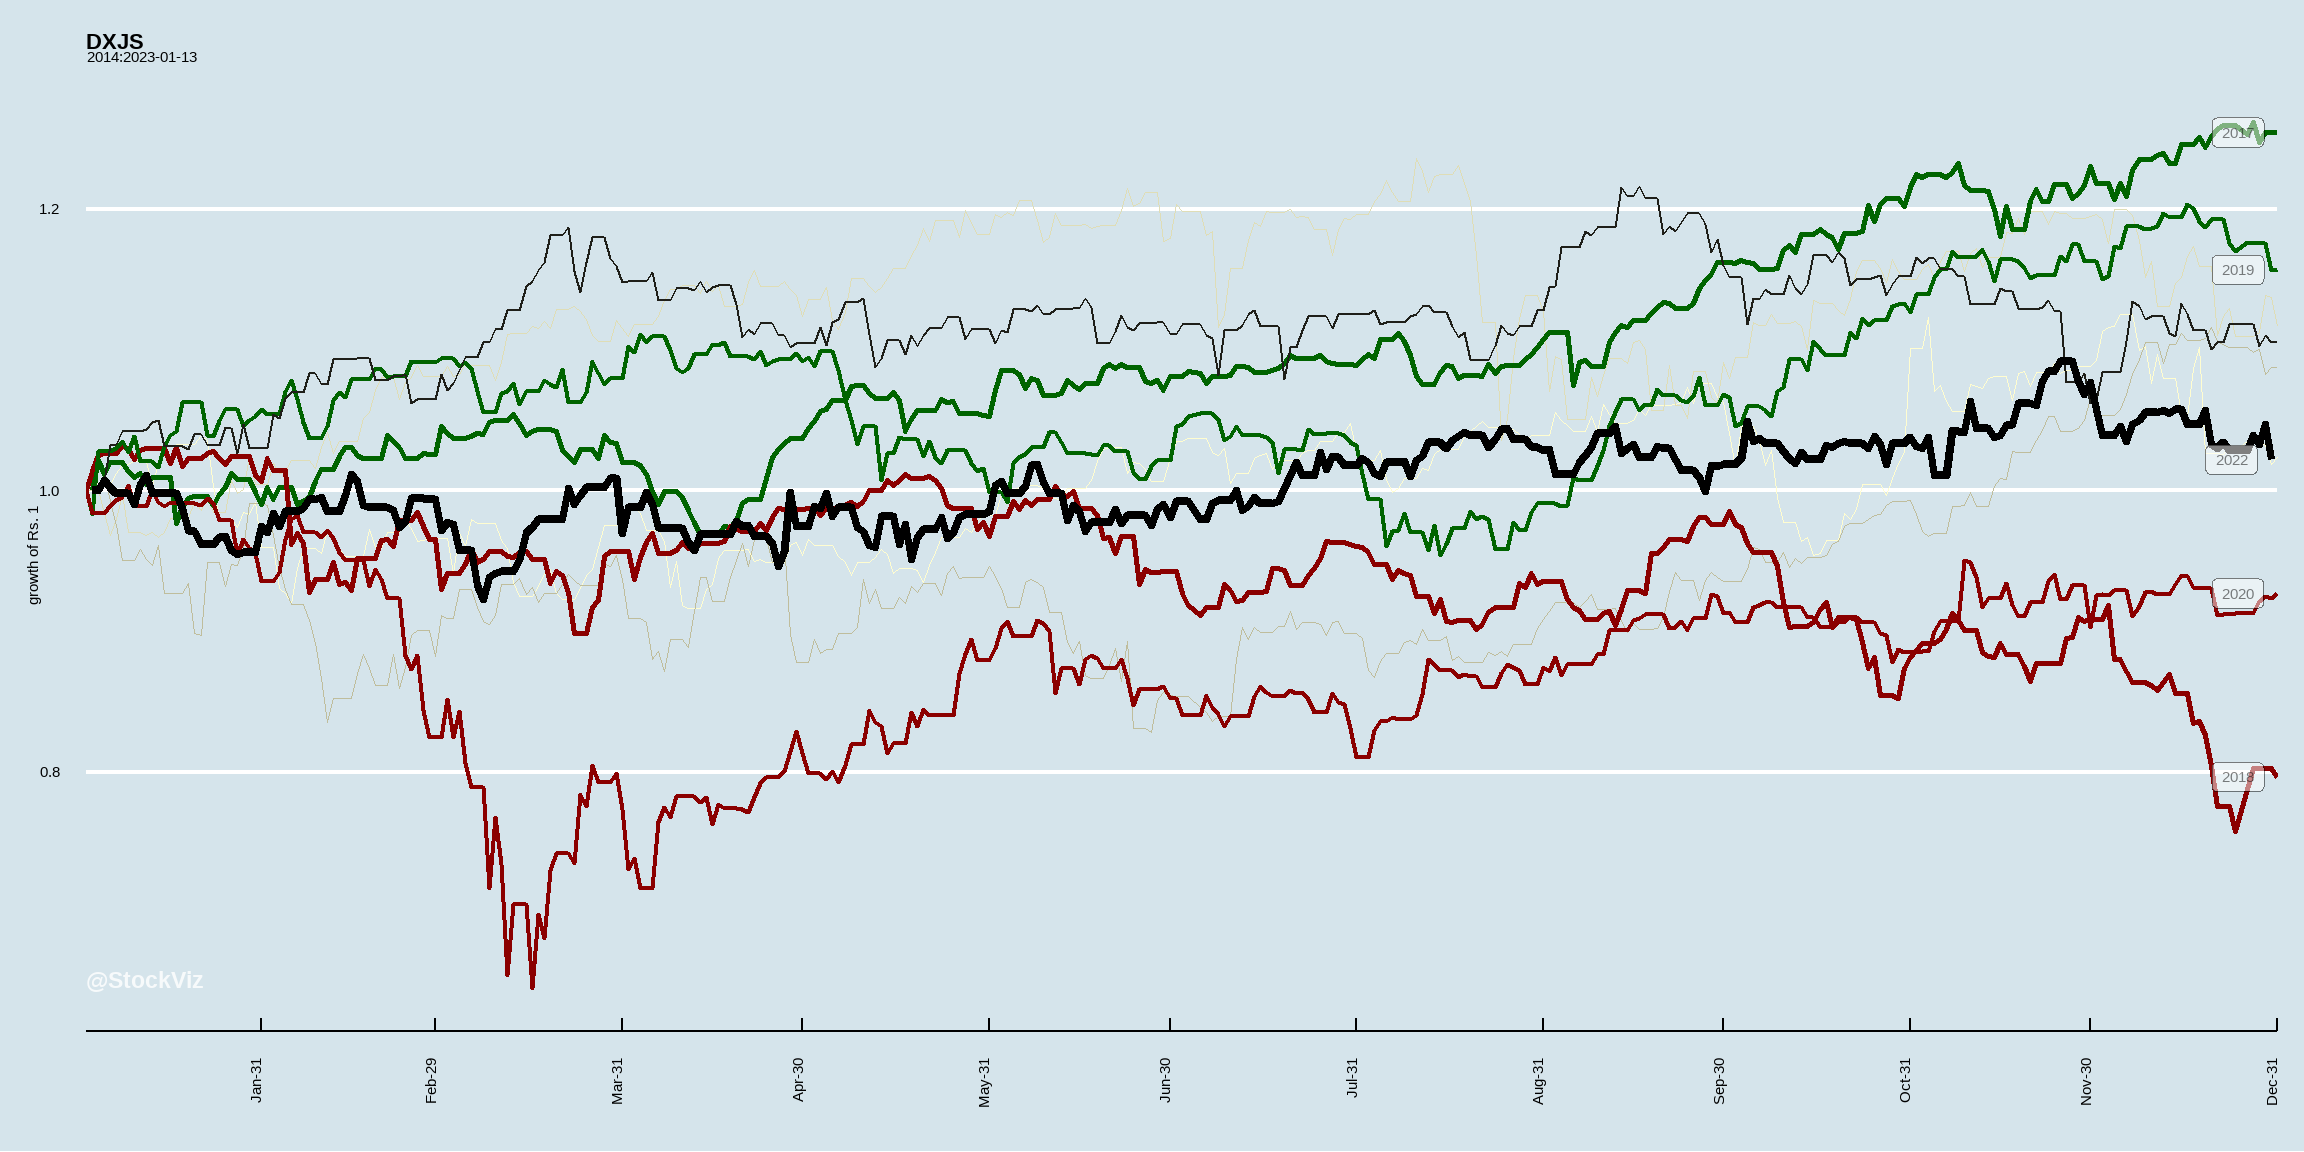 DXJS
2014:2023-01-13
2017
1.2
2019
1.0
2022
growth of Rs. 1
2020
0.8
2018
@StockViz
Jan-31
Feb-29
Mar-31
Apr-30
May-31
Jun-30
Jul-31
Aug-31
Sep-30
Oct-31
Nov-30
Dec-31